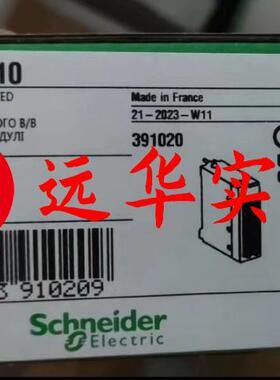 10
ED
Made in France
ОГО В/В
21-2023-W11
ДУЛІ
391020
远华实
3 910209
Schneider
Electric